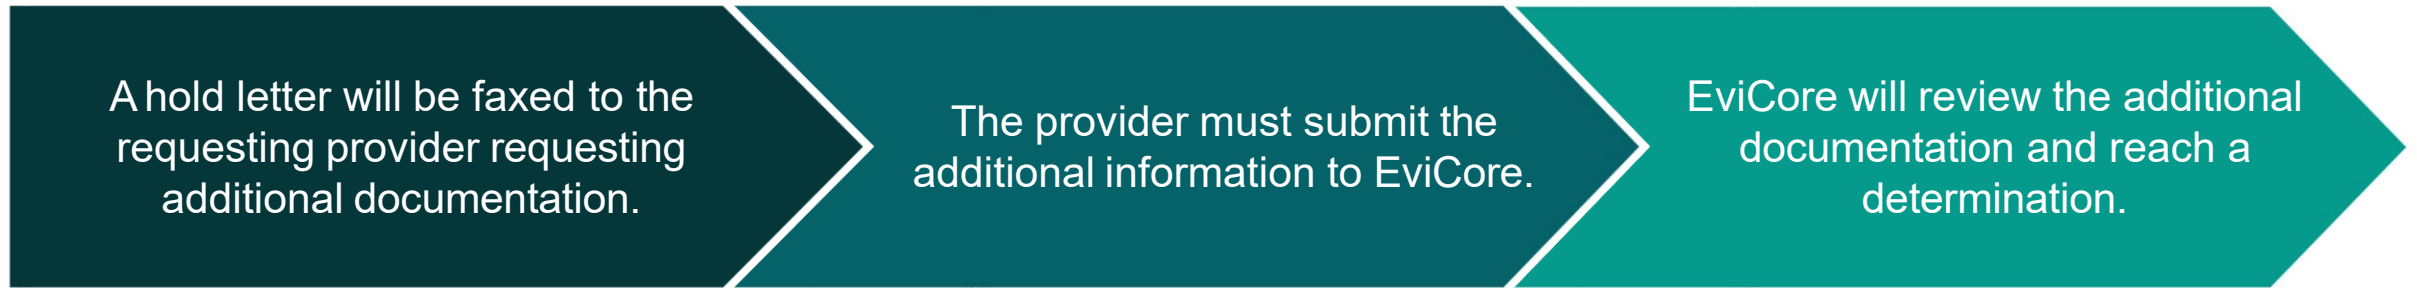 A hold letter will be faxed to the
requesting provider requesting
additional documentation.
The provider must submit the
additional information to EviCore.
EviCore will review the additional
documentation and reach a
determination.